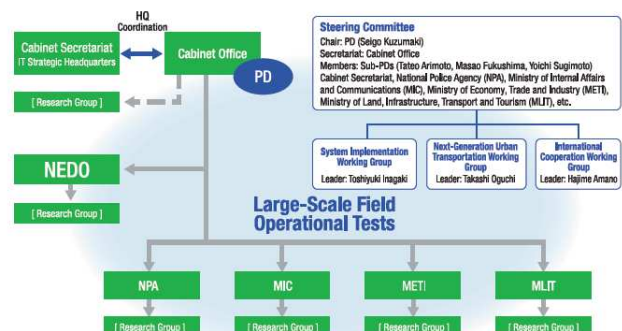 HQ
Coordination
Cabinet Secretariat
IT Strategic Headquarters
Cabinet Office
PD
[ Research Group ]
NEDO
[ Research Group ]
Steering Committee
Chair: PD (Seigo Kuzumaki)
Secretariat: Cabinet Office
Members: Sub-PDs (Tateo Arimoto, Masao Fukushima, Yoichi Sugimoto)
Cabinet Secretariat, National Police Agency (NPA), Ministry of Internal Affairs
and Communications (MIC), Ministry of Economy, Trade and Industry (METI),
Ministry of Land, Infrastructure, Transport and Tourism (MLIT), etc.
System Implementation
Working Group
Leader: Toshiyuki Inagaki
Next-Generation Urban
Transportation Working Group
Leader: Takashi Oguchi
International
Cooperation Working
Group
Leader: Hajime Amano
Large-Scale Field
Operational Tests
NPA
MIC
METI
MLIT
[ Research Group ]
[ Research Group ]
[ Research Group ]
[ Research Group ]